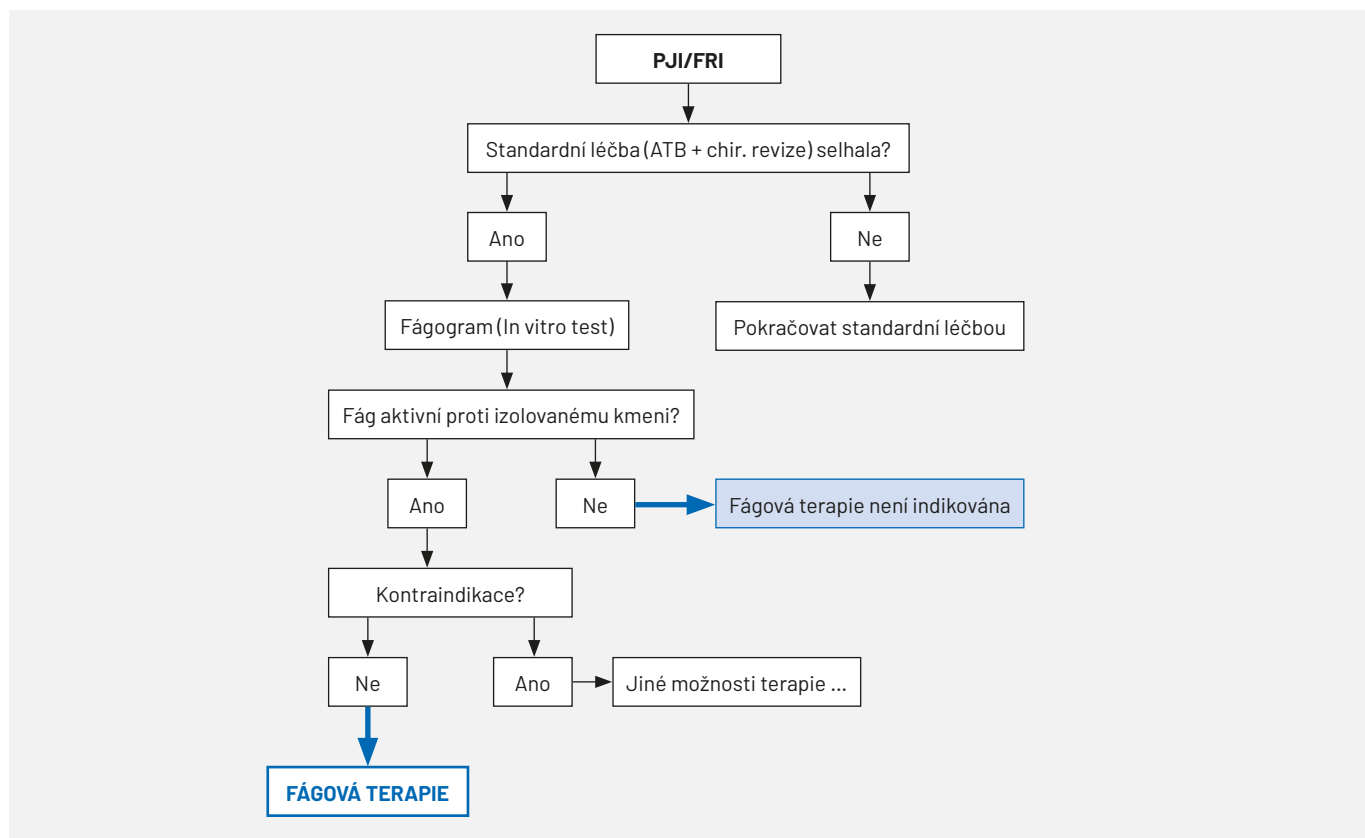 PJI/FRI
Standardní léčba (ATB + chir. revize) selhala?
Ano
Ne
Fágogram (In vitro test)
Pokračovat standardní léčbou
Fág aktivní proti izolovanému kmeni?
Ano
Ne
Fágová terapie není indikována
Kontraindikace?
Ne
Ano
Jiné možnosti terapie ...
FÁGOVÁ TERAPIE